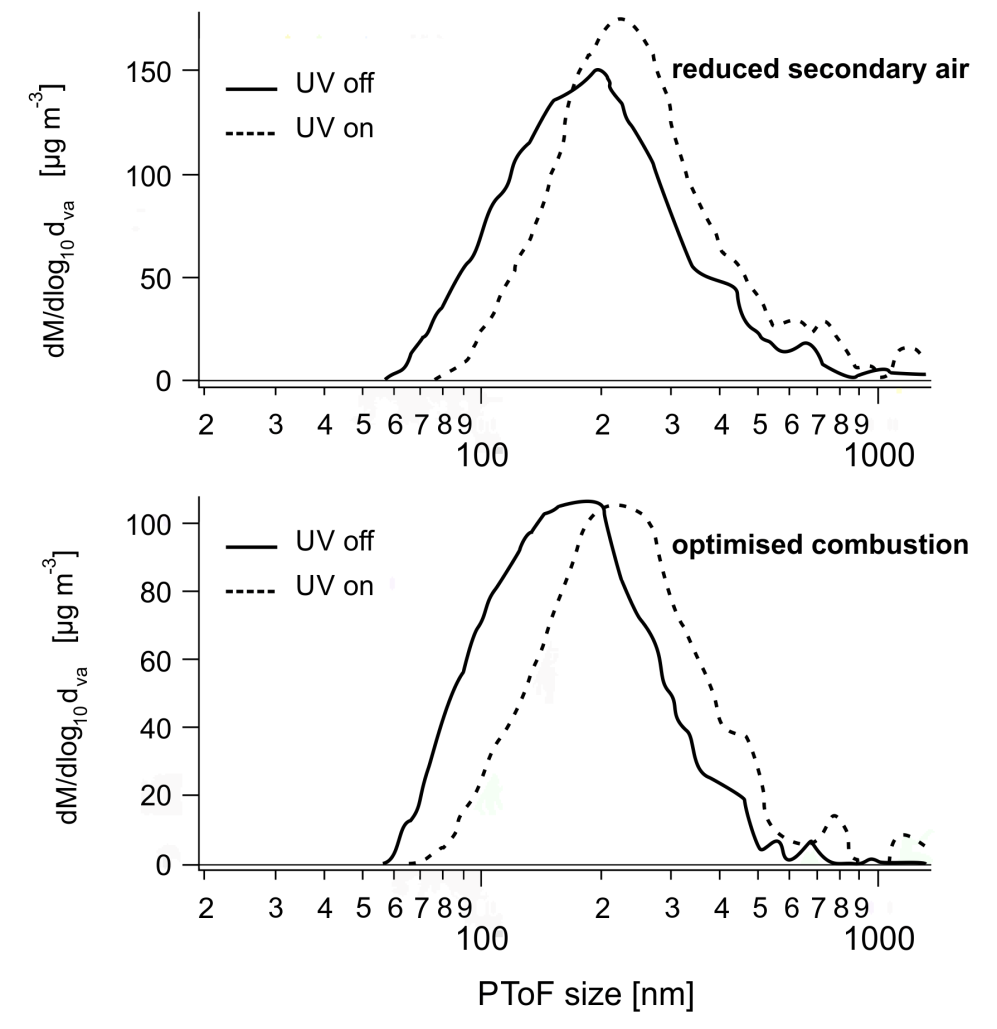 dM/dlog10dva [µg m-3]
150
100
50
0
UV off
UV on
reduced secondary air
2 3 4 5 6 7 8 9 2 3 4 5 6 7 8 9
100 1000
dM/dlog10dva [µg m-3]
100
80
60
40
20
0
UV off
UV on
optimised combustion
2 3 4 5 6 7 8 9 2 3 4 5 6 7 8 9
100 1000
PToF size [nm]